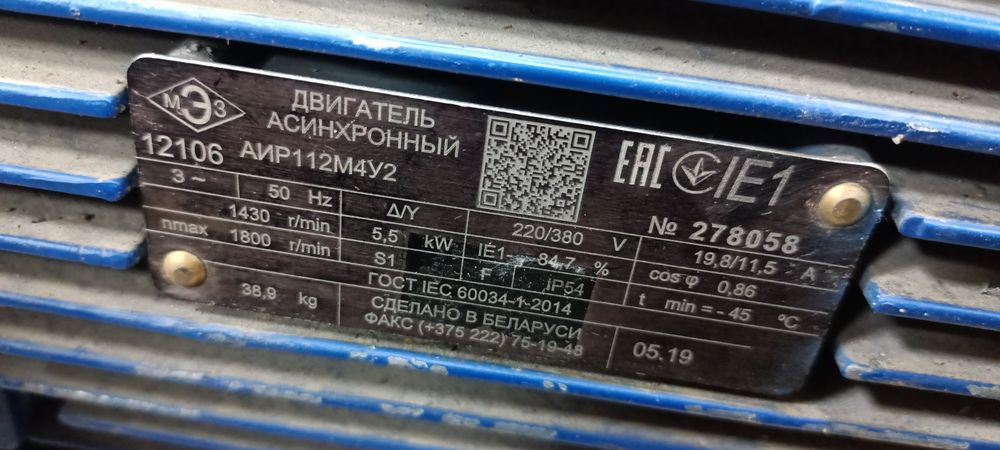 МЭЗ
ДВИГАТЕЛЬ
АСИНХРОННЫЙ
12106 АИР112М4У2
EAC IE1
№ 278058
3 ~ 50 Hz Δ/Y 220/380 V 19,8/11,5 A
1430 r/min 5,5 kW IE1 84,7 % cos φ 0,86
nmax 1800 r/min S1 F IP54 t min = - 45 °C
38,9 kg ГОСТ IEC 60034-1-2014
СДЕЛАНО В БЕЛАРУСИ
ФАКС (+375 222) 75-19-48
05.19